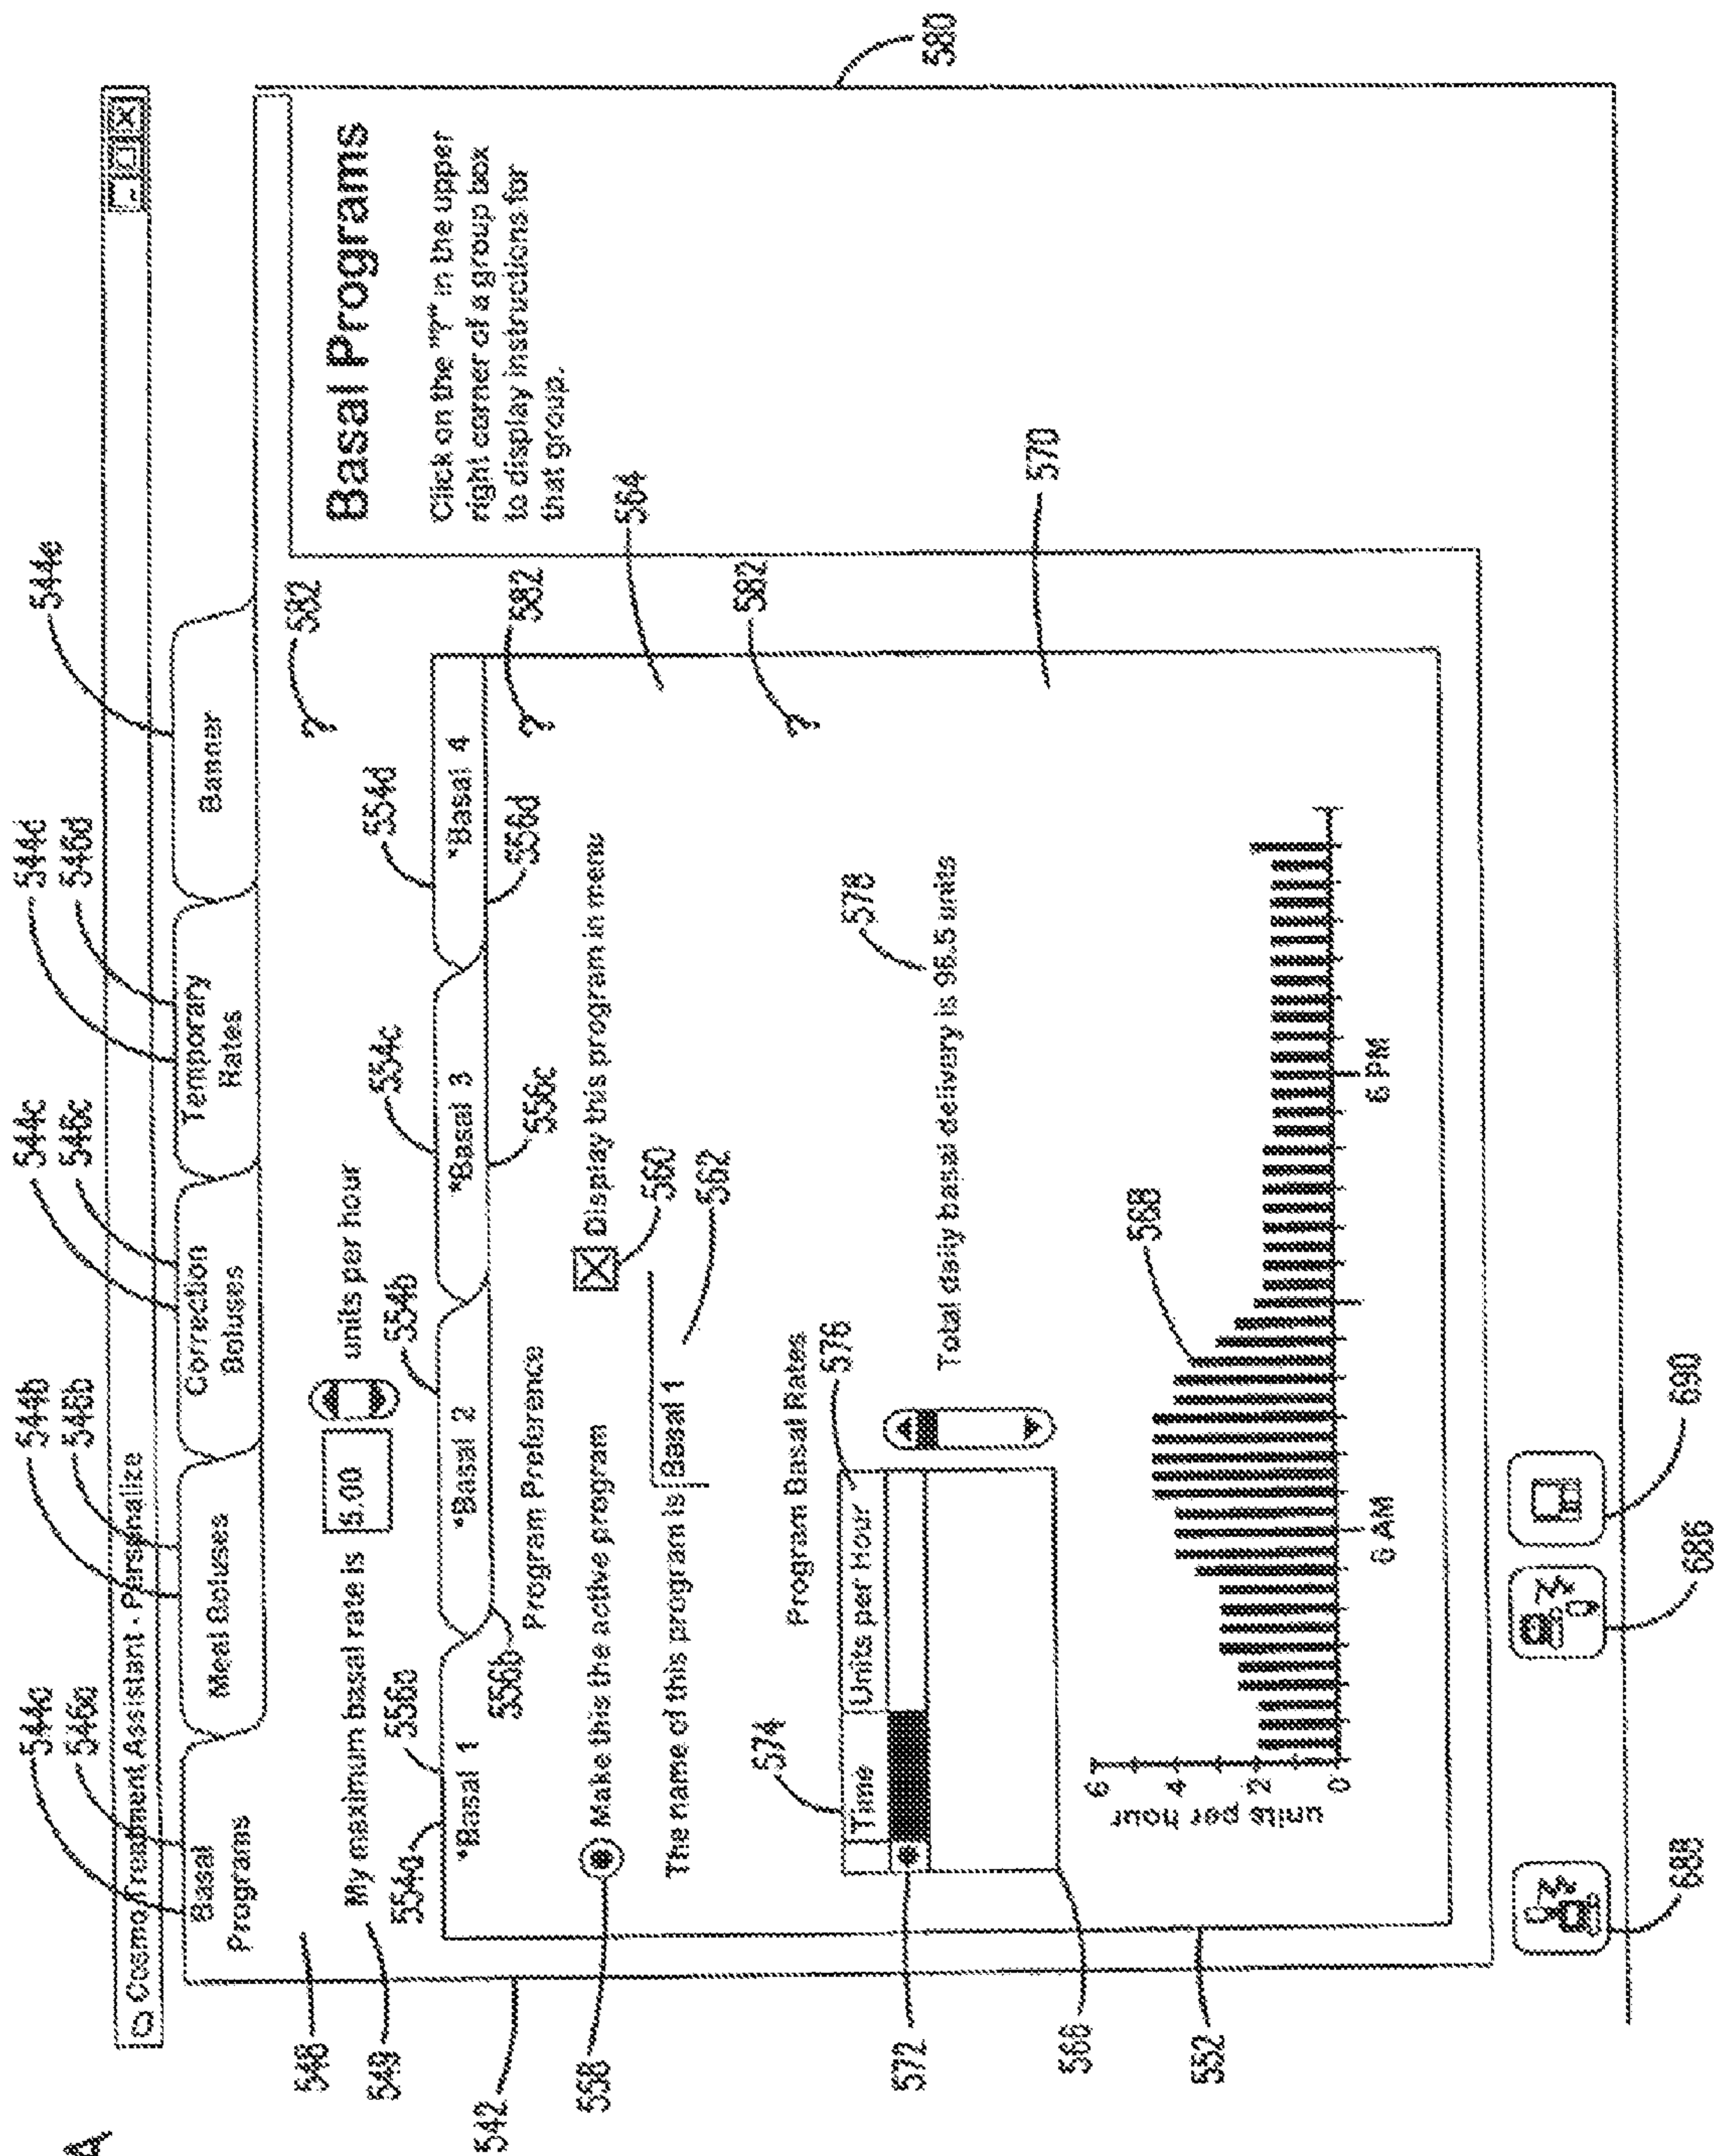 Cosmo Treatment Assistant - Personalize
544a
546a
544b
546b
544c
546c
544d
546d
544e
Basal
Programs
Meal Boluses
Correction
Boluses
Temporary
Rates
Banner
548
549
My maximum basal rate is 5.00 units per hour
? 582
554a
556a
554b
554c
554d
*Basal 1
*Basal 2
*Basal 3
*Basal 4
542
556b
556c
556d
Program Preference
? 582
558
Make this the active program
Display this program in menu
560
The name of this program is Basal 1
562
564
574
Program Basal Rates
576
? 582
Time
Units per Hour
572
578
Total daily basal delivery is 96.5 units
566
568
570
units per hour
6
4
2
0
6 AM
6 PM
552
Basal Programs
Click on the "?" in the upper
right corner of a group box
to display instructions for
that group.
580
688
686
690
A